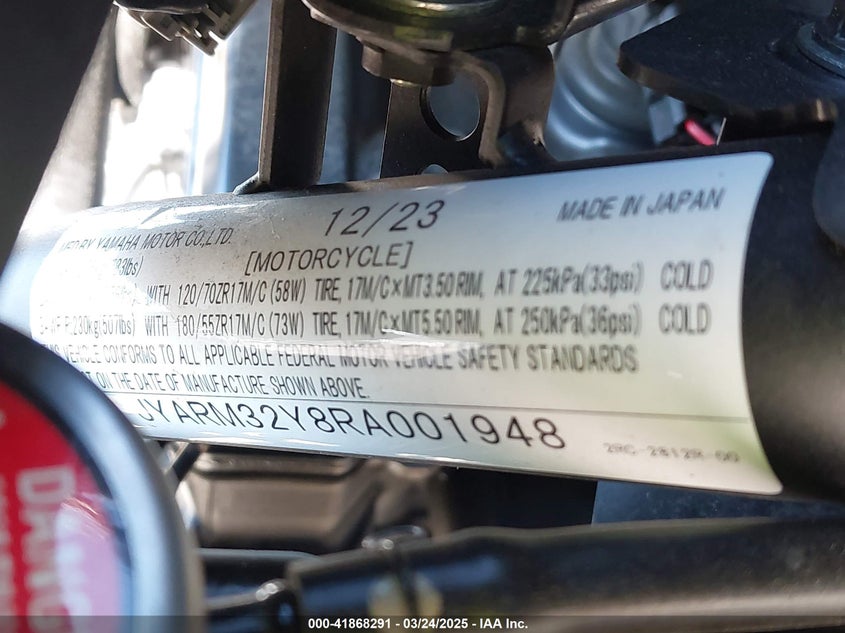 12/23
MADE IN JAPAN
BY YAMAHA MOTOR CO.,LTD.
[MOTORCYCLE]
WITH 120/70ZR17M/C (58W) TIRE, 17M/C×MT3.50 RIM, AT 225kPa(33psi) COLD
230kg(507lbs) WITH 180/55ZR17M/C (73W) TIRE, 17M/C×MT5.50 RIM, AT 250kPa(36psi) COLD
VEHICLE CONFORMS TO ALL APPLICABLE FEDERAL MOTOR VEHICLE SAFETY STANDARDS
ON THE DATE OF MANUFACTURE SHOWN ABOVE.
JYARM32Y8RA001948
000-41868291 - 03/24/2025 - IAA Inc.